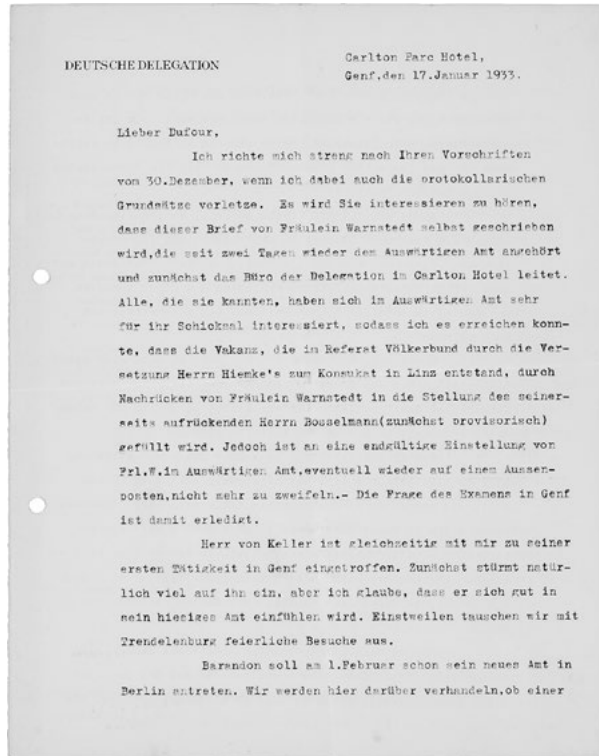 DEUTSCHE DELEGATION
Carlton Parc Hotel,
Genf,den 17.Januar 1933.
Lieber Dufour,
Ich richte mich streng nach Ihren Vorschriften
vom 30.Dezember, wenn ich dabei auch die protokollarischen
Grundsätze verletze. Es wird Sie interessieren zu hören,
dass dieser Brief von Fräulein Warnstedt selbst geschrieben
wird,die seit zwei Tagen wieder dem Auswärtigen Amt angehört
und zunächst das Büro der Delegation im Carlton Hotel leitet.
Alle, die sie kannten, haben sich im Auswärtigen Amt sehr
für ihr Schicksal interessiert, sodass ich es erreichen konn-
te, dass die Vakanz, die im Referat Völkerbund durch die Ver-
setzung Herrn Hiemke's zum Konsukat in Linz entstand, durch
Nachrücken von Fräulein Warnstedt in die Stellung des seiner-
seits aufrückenden Herrn Bosselmann(zunächst provisorisch)
gefüllt wird. Jedoch ist an eine endgültige Einstellung von
Frl.W.im Auswärtigen Amt,eventuell wieder auf einem Aussen-
posten,nicht mehr zu zweifeln.- Die Frage des Examens in Genf
ist damit erledigt.
Herr von Keller ist gleichzeitig mit mir zu seiner
ersten Tätigkeit in Genf eingetroffen. Zunächst stürmt natür-
lich viel auf ihn ein, aber ich glaube, dass er sich gut in
sein hiesiges Amt einfühlen wird. Einstweilen tauschen wir mit
Trendelenburg feierliche Besuche aus.
Barandon soll am 1.Februar schon sein neues Amt in
Berlin antreten. Wir werden hier darüber verhandeln,ob einer